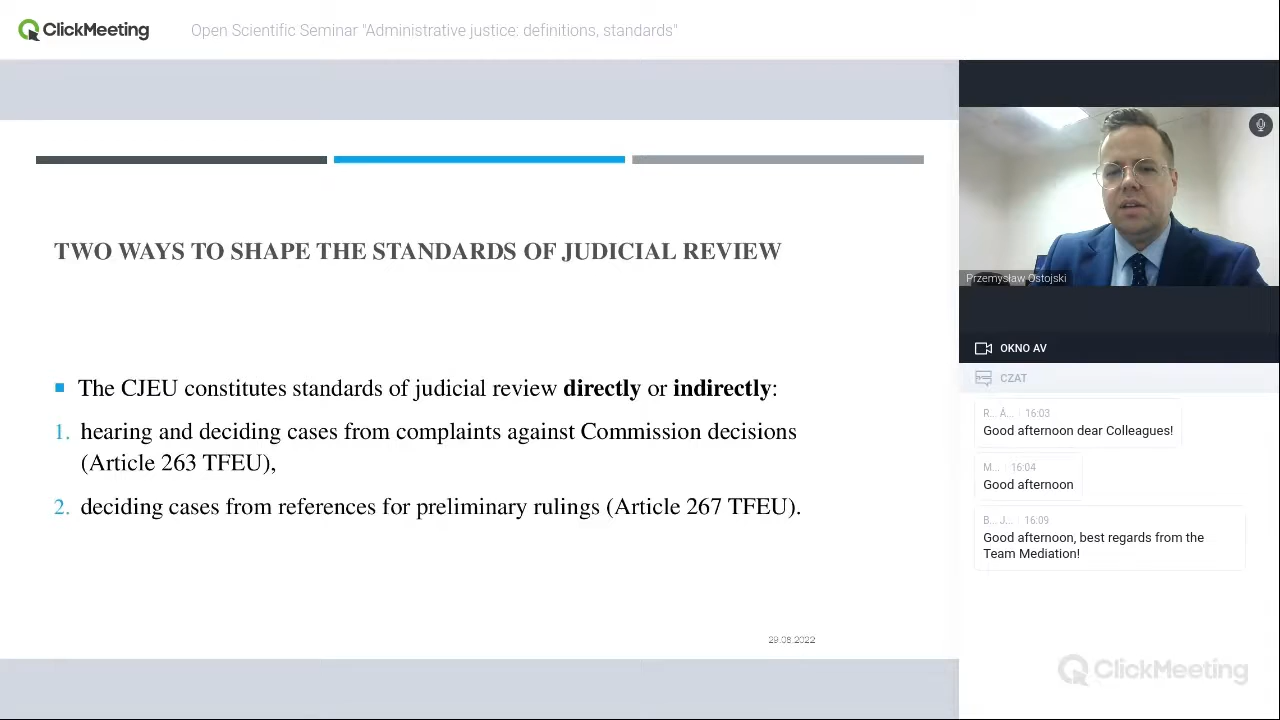 ClickMeeting
Open Scientific Seminar "Administrative justice: definitions, standards"
TWO WAYS TO SHAPE THE STANDARDS OF JUDICIAL REVIEW
The CJEU constitutes standards of judicial review directly or indirectly:
1. hearing and deciding cases from complaints against Commission decisions
(Article 263 TFEU),
2. deciding cases from references for preliminary rulings (Article 267 TFEU).
29.08.2022
Przemysław Ostojski
OKNO AV
CZAT
R... Á... 16:03
Good afternoon dear Colleagues!
M... 16:04
Good afternoon
B... J... 16:09
Good afternoon, best regards from the
Team Mediation!
ClickMeeting